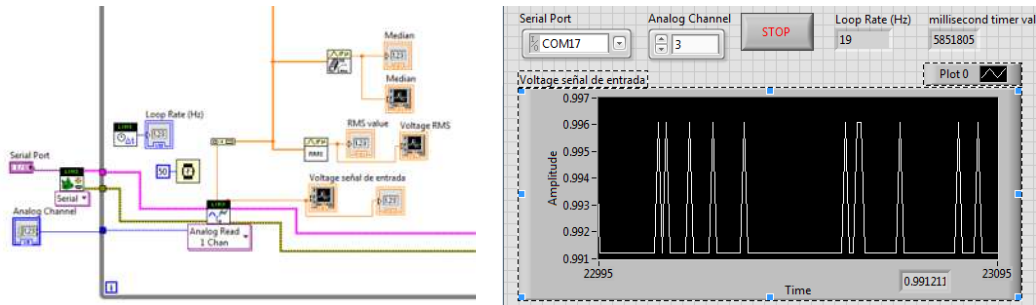 Median
Median
Loop Rate (Hz)
RMS value
Voltage RMS
50
Serial Port
Serial
Voltage señal de entrada
Analog Channel
Analog Read
1 Chan
i
Serial Port
Analog Channel
STOP
Loop Rate (Hz)
millisecond timer val
COM17
3
19
5851805
Voltage señal de entrada
Plot 0
0.997
0.996
0.995
0.994
0.993
0.992
0.991
Amplitude
22995
23095
Time
0.991211